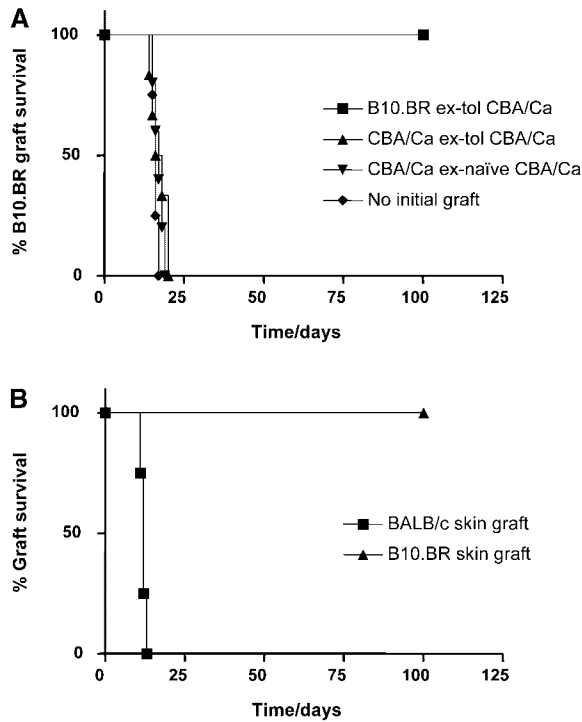 A
% B10.BR graft survival
100
50
0
0
25
50
75
100
125
Time/days
B10.BR ex-tol CBA/Ca
CBA/Ca ex-tol CBA/Ca
CBA/Ca ex-naïve CBA/Ca
No initial graft
B
% Graft survival
100
50
0
0
25
50
75
100
125
Time/days
BALB/c skin graft
B10.BR skin graft